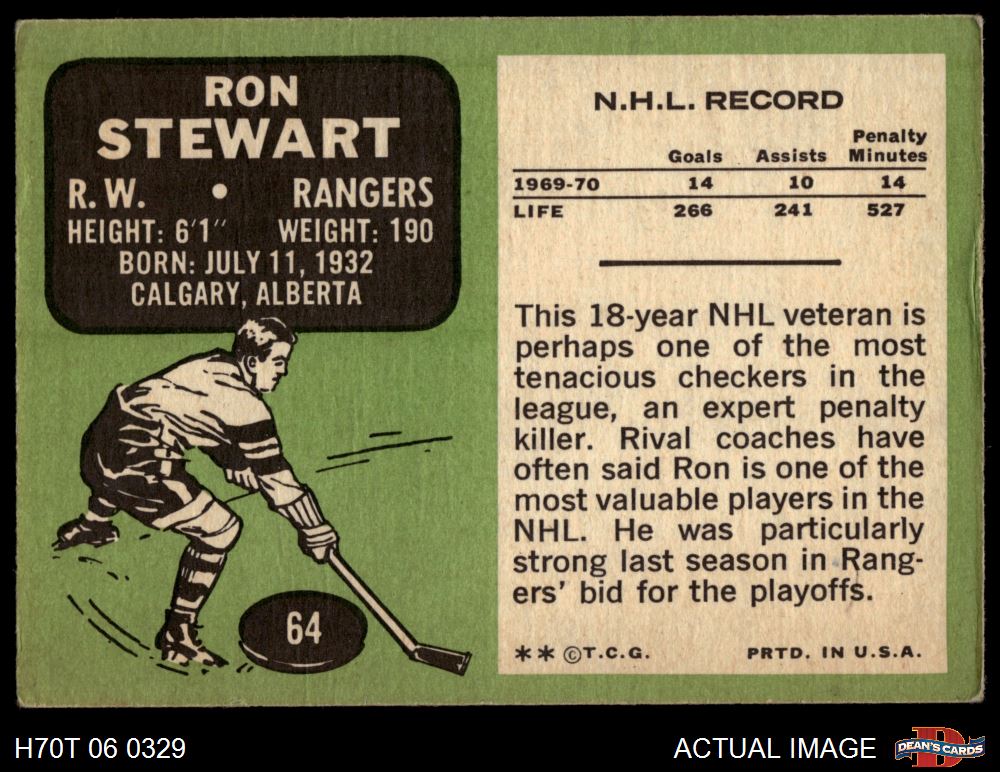 RON
STEWART
R. W. • RANGERS
HEIGHT: 6'1" WEIGHT: 190
BORN: JULY 11, 1932
CALGARY, ALBERTA
64
N.H.L. RECORD
Goals Assists Penalty Minutes
1969-70 14 10 14
LIFE 266 241 527
This 18-year NHL veteran is
perhaps one of the most
tenacious checkers in the
league, an expert penalty
killer. Rival coaches have
often said Ron is one of the
most valuable players in the
NHL. He was particularly
strong last season in Rang-
ers' bid for the playoffs.
** ©T.C.G. PRTD. IN U.S.A.
H70T 06 0329 ACTUAL IMAGE DEAN'S CARDS